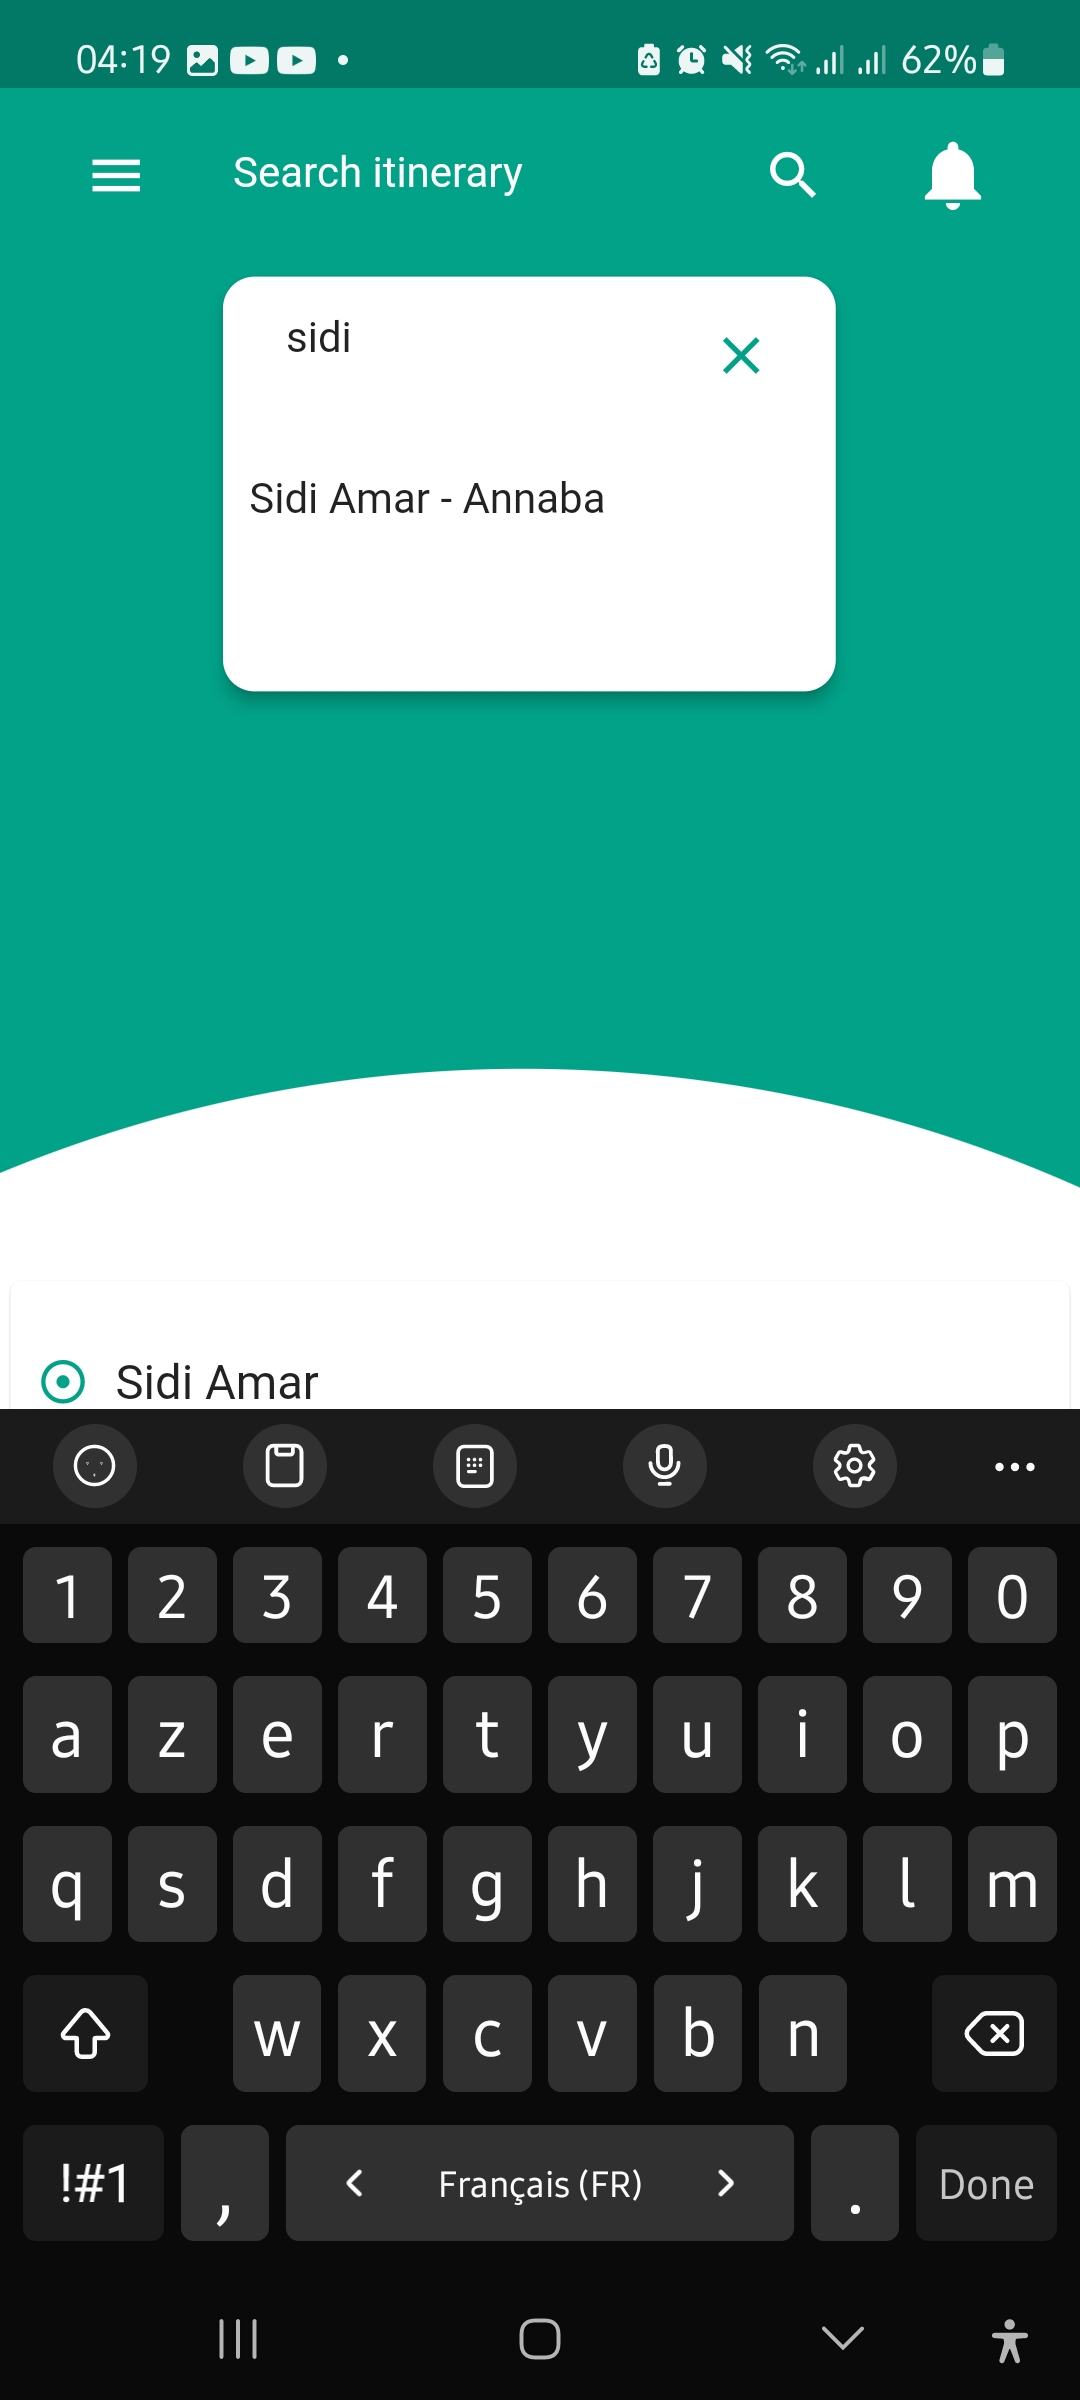 04:19 62%
Search itinerary
sidi
Sidi Amar - Annaba
Sidi Amar
1 2 3 4 5 6 7 8 9 0
a z e r t y u i o p
q s d f g h j k l m
w x c v b n
!#1 , Français (FR) . Done